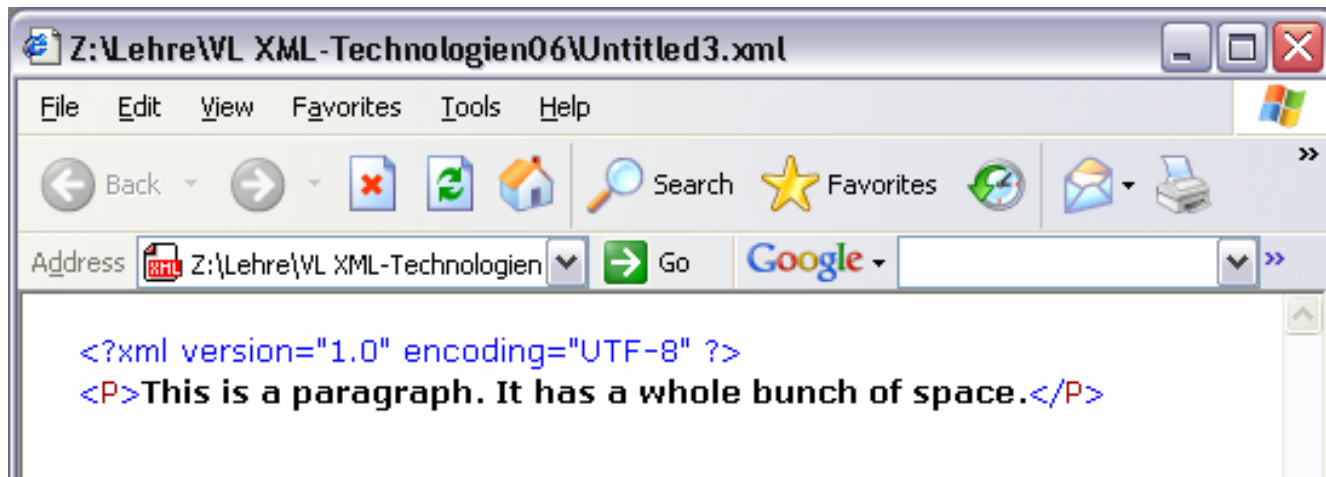 Z:\Lehre\VL XML-Technologien06\Untitled3.xml
File Edit View Favorites Tools Help
Back Search Favorites »
Address XML Z:\Lehre\VL XML-Technologien Go Google »
<?xml version="1.0" encoding="UTF-8" ?>
<P>This is a paragraph. It has a whole bunch of space.</P>